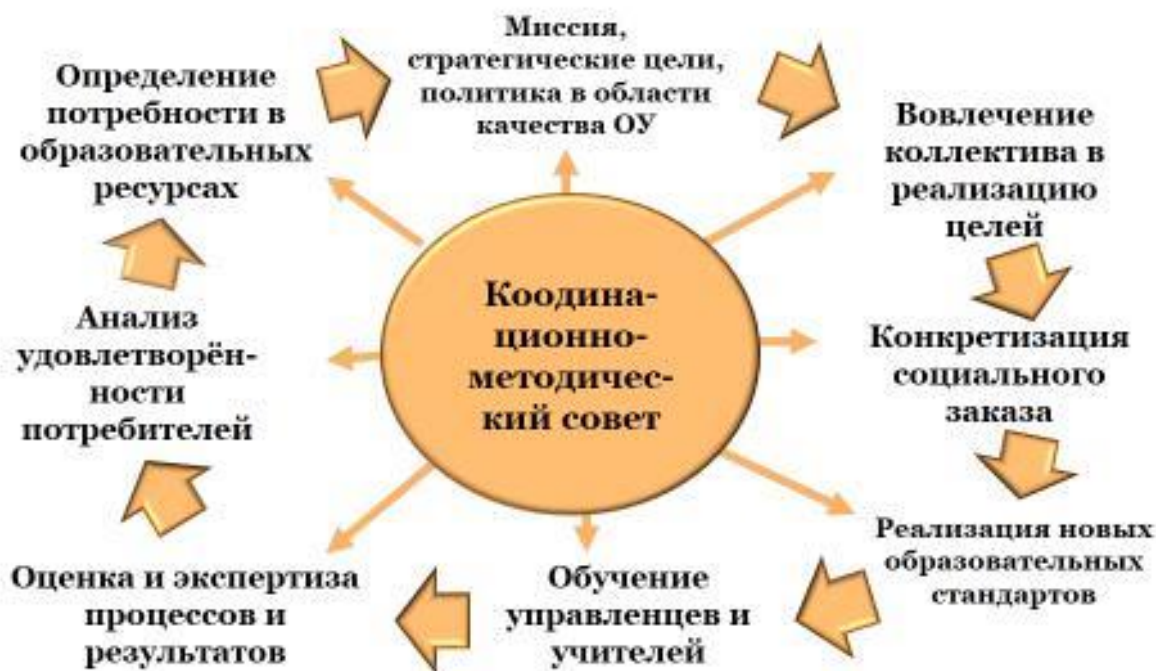 Миссия,
стратегические цели,
политика в области
качества ОУ
Вовлечение
коллектива в
реализацию
целей
Конкретизация
социального
заказа
Реализация новых
образовательных
стандартов
Обучение
управленцев и
учителей
Оценка и экспертиза
процессов и
результатов
Анализ
удовлетворён-
ности
потребителей
Определение
потребности в
образовательных
ресурсах
Коодина-
ционно-
методичес-
кий совет